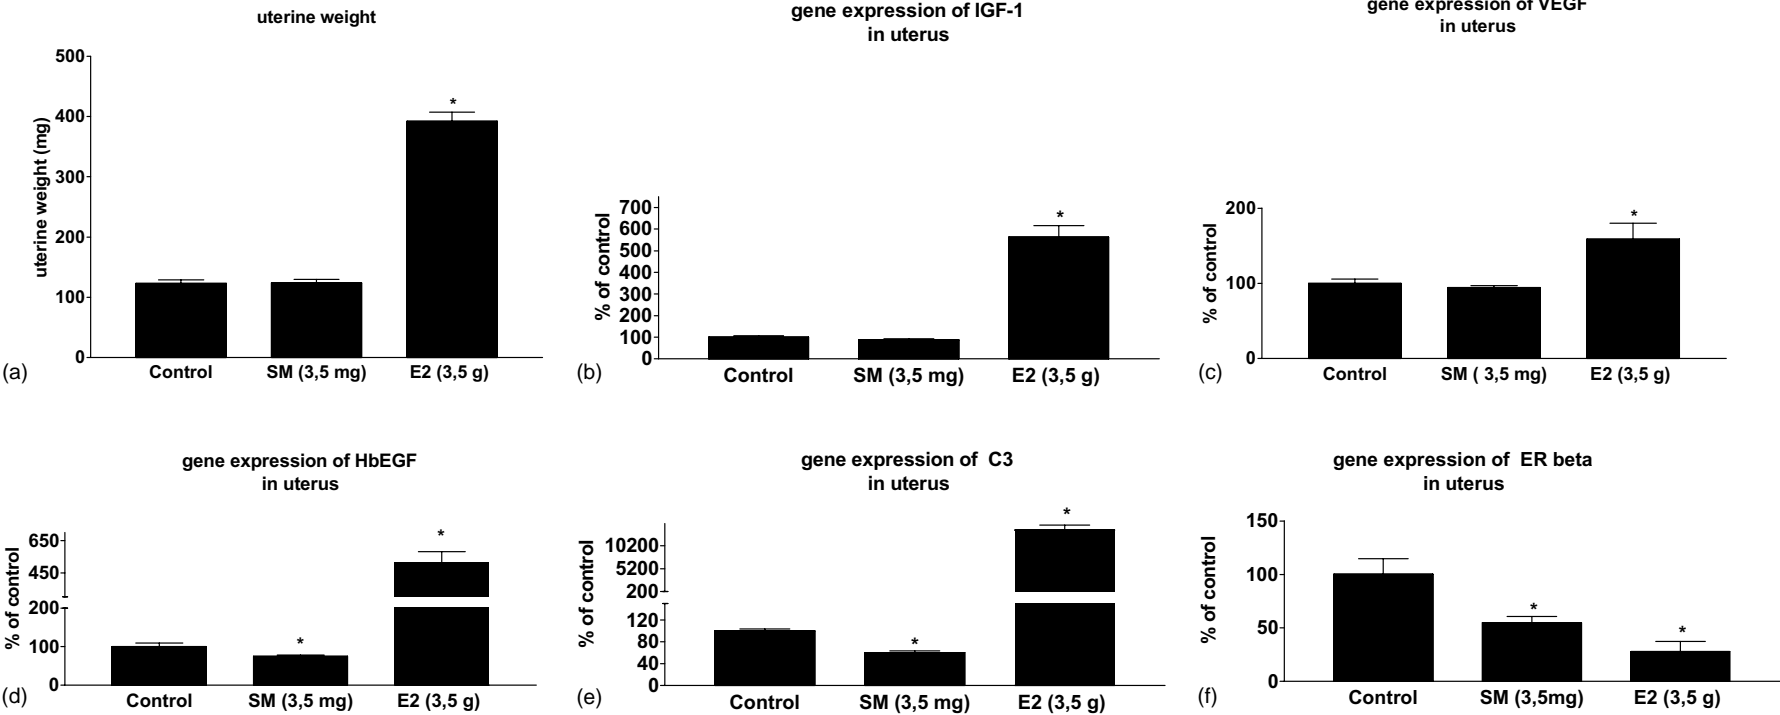 uterine weight
500
400
300
200
100
0
uterine weight (mg)
*
Control SM (3,5 mg) E2 (3,5 g)
(a)
gene expression of IGF-1
in uterus
700
600
500
400
300
200
100
0
% of control
*
Control SM (3,5 mg) E2 (3,5 g)
(b)
gene expression of VEGF
in uterus
200
100
0
% of control
*
Control SM ( 3,5 mg) E2 (3,5 g)
(c)
gene expression of HbEGF
in uterus
650
450
200
100
0
% of control
*
*
Control SM (3,5 mg) E2 (3,5 g)
(d)
gene expression of C3
in uterus
10200
5200
200
120
80
40
0
% of control
*
*
Control SM (3,5 mg) E2 (3,5 g)
(e)
gene expression of ER beta
in uterus
150
100
50
0
% of control
*
*
Control SM (3,5mg) E2 (3,5 g)
(f)